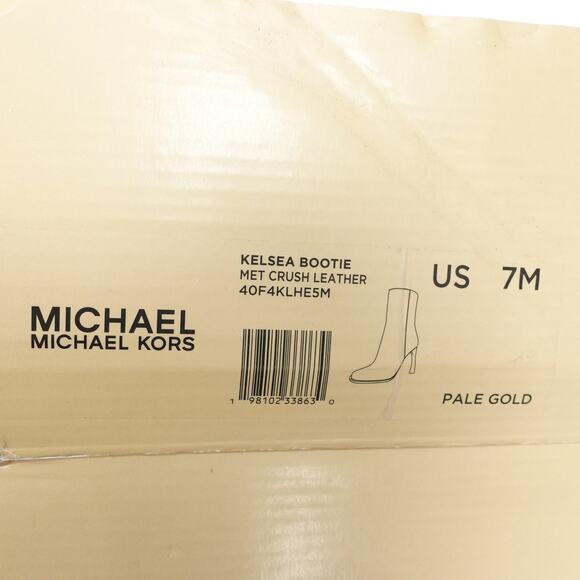 KELSEA BOOTIE
MET CRUSH LEATHER
40F4KLHE5M
US 7M
MICHAEL
MICHAEL KORS
1 98102 33863 0
PALE GOLD